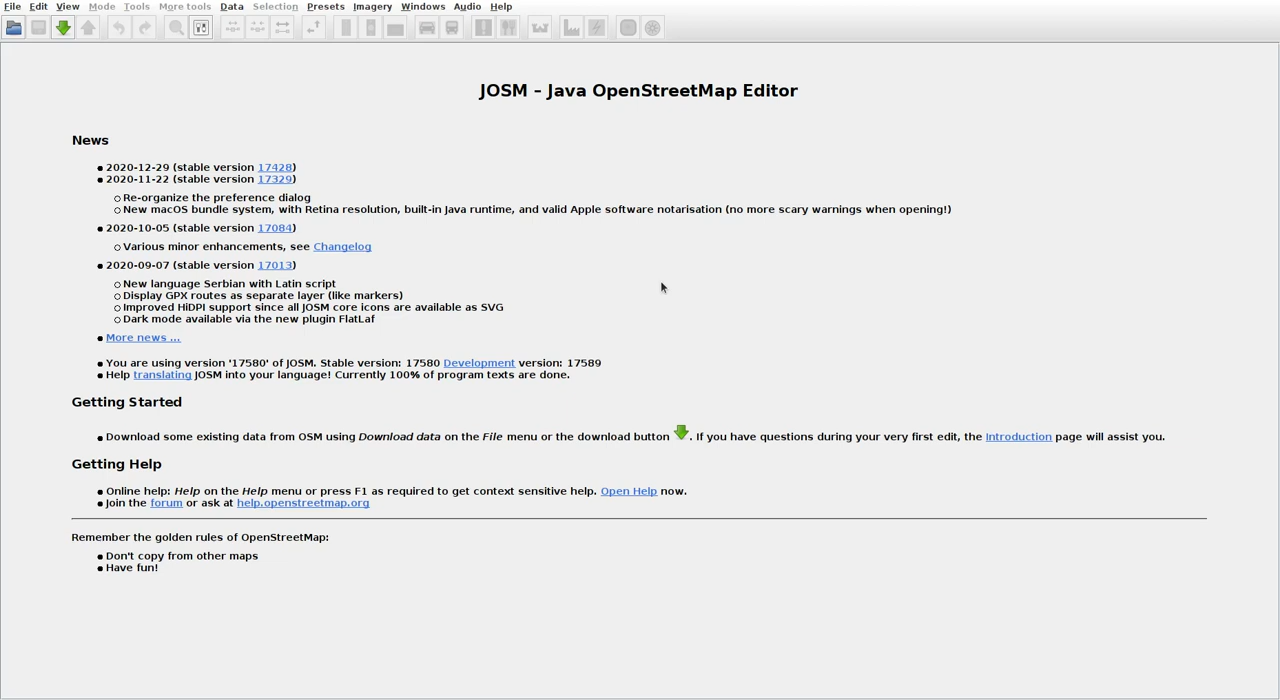 File Edit View Mode Tools More tools Data Selection Presets Imagery Windows Audio Help
JOSM – Java OpenStreetMap Editor
News
2020-12-29 (stable version 17428)
2020-11-22 (stable version 17329)
Re-organize the preference dialog
New macOS bundle system, with Retina resolution, built-in Java runtime, and valid Apple software notarisation (no more scary warnings when opening!)
2020-10-05 (stable version 17084)
Various minor enhancements, see Changelog
2020-09-07 (stable version 17013)
New language Serbian with Latin script
Display GPX routes as separate layer (like markers)
Improved HiDPI support since all JOSM core icons are available as SVG
Dark mode available via the new plugin FlatLaf
More news ...
You are using version '17580' of JOSM. Stable version: 17580 Development version: 17589
Help translating JOSM into your language! Currently 100% of program texts are done.
Getting Started
Download some existing data from OSM using Download data on the File menu or the download button . If you have questions during your very first edit, the Introduction page will assist you.
Getting Help
Online help: Help on the Help menu or press F1 as required to get context sensitive help. Open Help now.
Join the forum or ask at help.openstreetmap.org
Remember the golden rules of OpenStreetMap:
Don't copy from other maps
Have fun!